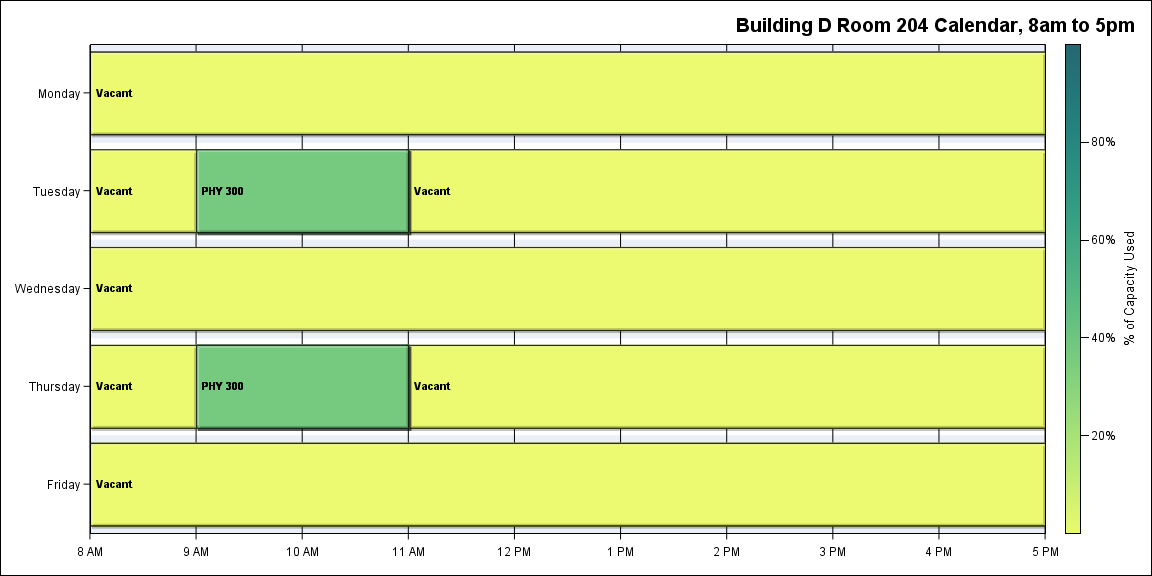 Building D Room 204 Calendar, 8am to 5pm
Monday
Vacant
Tuesday
Vacant
PHY 300
Vacant
Wednesday
Vacant
Thursday
Vacant
PHY 300
Vacant
Friday
Vacant
8 AM
9 AM
10 AM
11 AM
12 PM
1 PM
2 PM
3 PM
4 PM
5 PM
80%
60%
40%
20%
% of Capacity Used